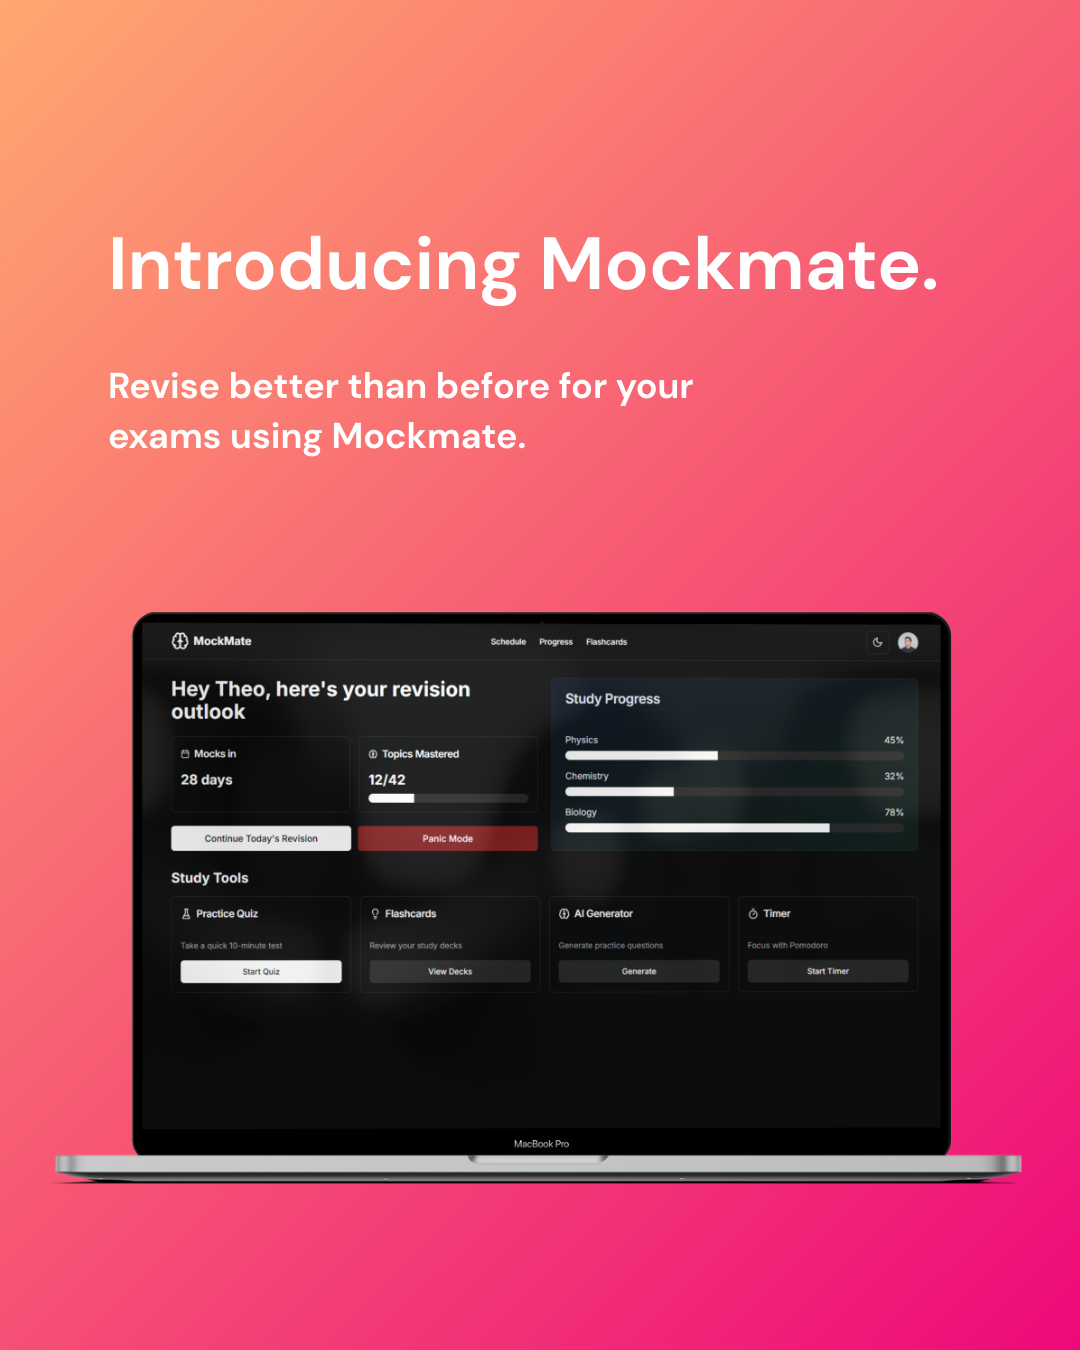 Introducing Mockmate.
Revise better than before for your
exams using Mockmate.
MockMate
Schedule Progress Flashcards
Hey Theo, here's your revision
outlook
Mocks in
28 days
Topics Mastered
12/42
Continue Today's Revision
Panic Mode
Study Progress
Physics 45%
Chemistry 32%
Biology 78%
Study Tools
Practice Quiz
Take a quick 10-minute test
Start Quiz
Flashcards
Review your study decks
View Decks
AI Generator
Generate practice questions
Generate
Timer
Focus with Pomodoro
Start Timer
MacBook Pro